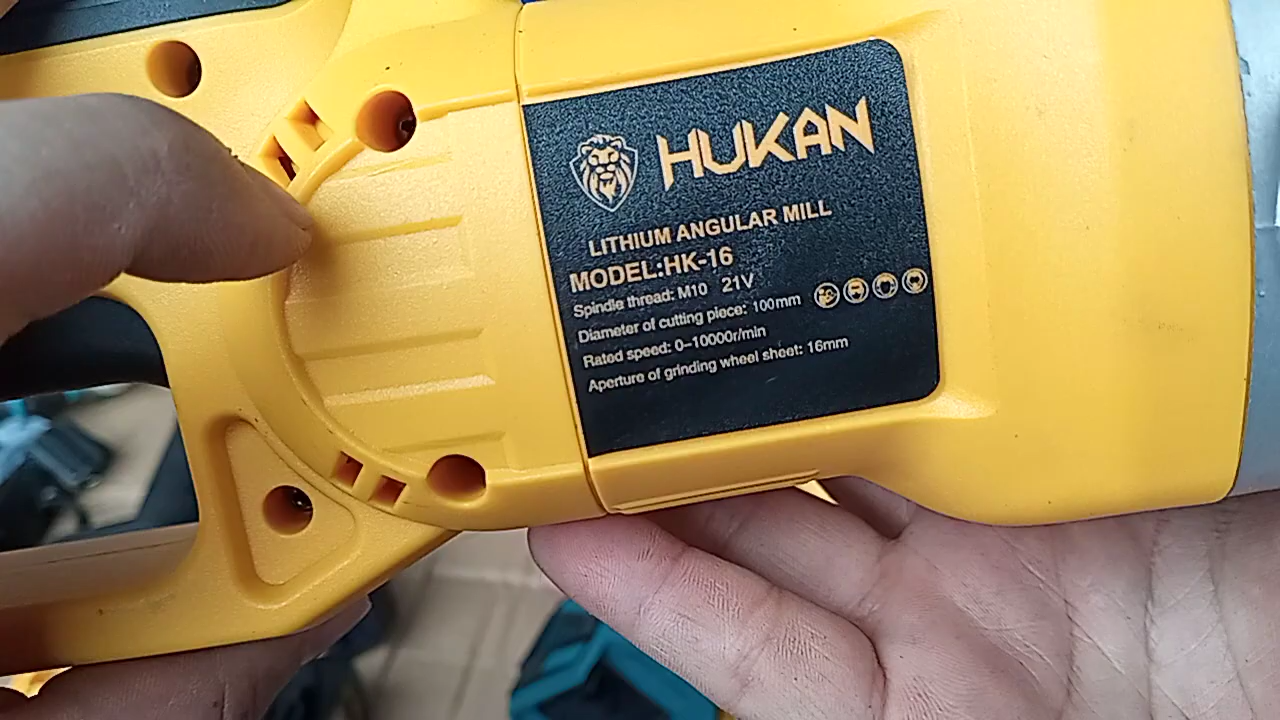 HUKAN
LITHIUM ANGULAR MILL
MODEL:HK-16
Spindle thread: M10 21V
Diameter of cutting piece: 100mm
Rated speed: 0-10000r/min
Aperture of grinding wheel sheet: 16mm